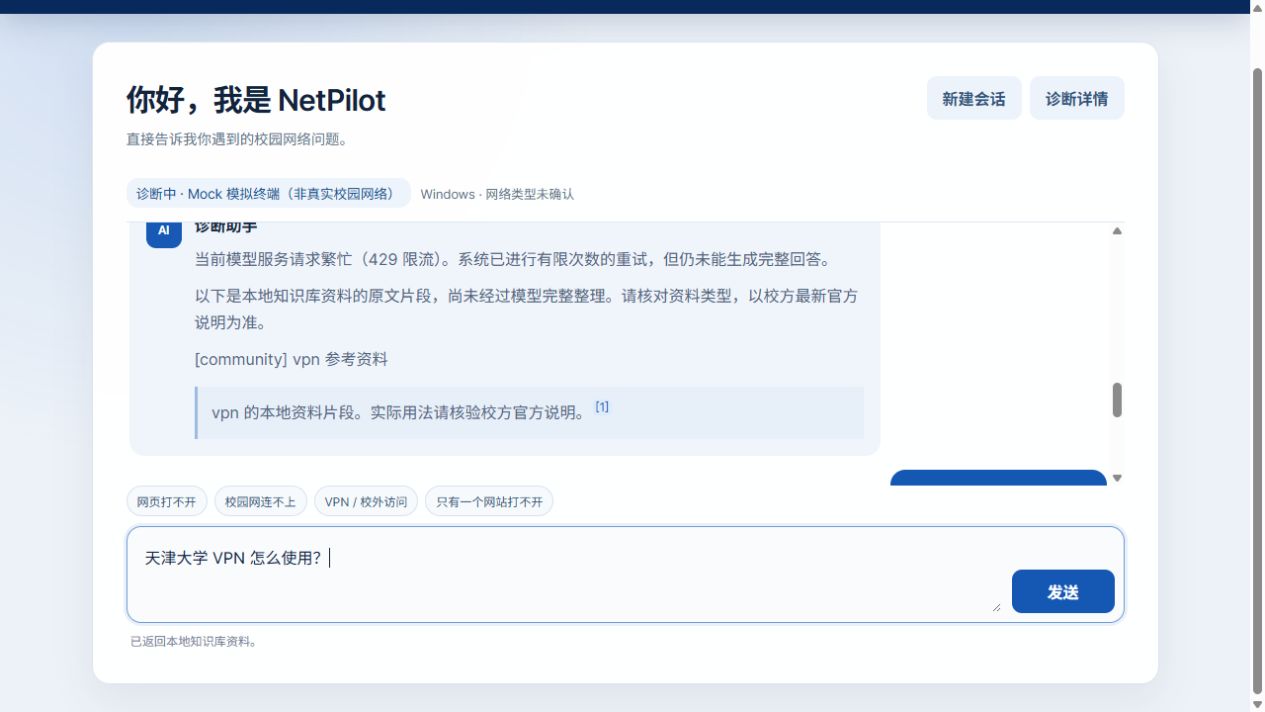 你好，我是 NetPilot
新建会话
诊断详情
直接告诉我你遇到的校园网络问题。
诊断中 · Mock 模拟终端（非真实校园网络）
Windows · 网络类型未确认
AI
诊断助手
当前模型服务请求繁忙（429 限流）。系统已进行有限次数的重试，但仍未能生成完整回答。
以下是本地知识库资料的原文片段，尚未经过模型完整整理。请核对资料类型，以校方最新官方
说明为准。
[community] vpn 参考资料
vpn 的本地资料片段。实际用法请核验校方官方说明。 [1]
网页打不开
校园网连不上
VPN / 校外访问
只有一个网站打不开
天津大学 VPN 怎么使用？
发送
已返回本地知识库资料。